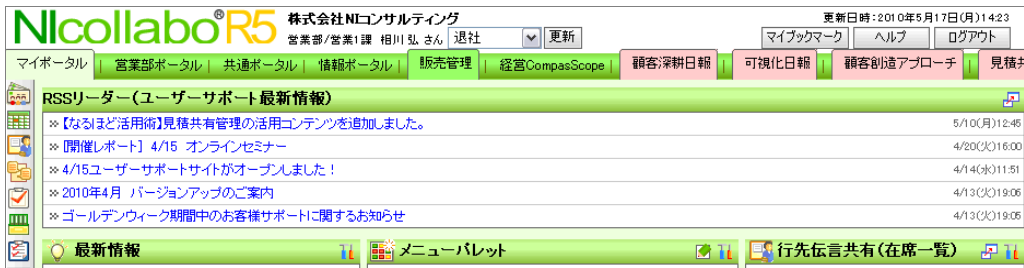 NIcollabo®R5 株式会社NIコンサルティング 更新日時:2010年5月17日(月)14:23
営業部/営業1課 相川 弘 さん 退社 更新 マイブックマーク ヘルプ ログアウト
マイポータル | 営業部ポータル | 共通ポータル | 情報ポータル | 販売管理 | 経営CompasScope | 顧客深耕日報 | 可視化日報 | 顧客創造アプローチ | 見積共
RSSリーダー(ユーザーサポート最新情報)
»【なるほど活用術】見積共有管理の活用コンテンツを追加しました。 5/10(月)12:45
»[開催レポート] 4/15 オンラインセミナー 4/20(火)16:00
»4/15ユーザーサポートサイトがオープンしました! 4/14(水)11:51
»2010年4月 バージョンアップのご案内 4/13(火)19:06
»ゴールデンウィーク期間中のお客様サポートに関するお知らせ 4/13(火)19:05
最新情報 メニューパレット 行先伝言共有(在席一覧)